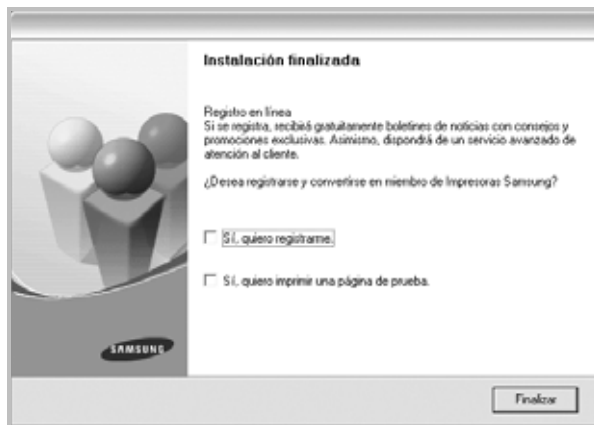 Instalación finalizada
Registro en línea
Si se registra, recibirá gratuitamente boletines de noticias con consejos y
promociones exclusivas. Asimismo, dispondrá de un servicio avanzado de
atención al cliente.
¿Desea registrarse y convertirse en miembro de Impresoras Samsung?
Sí, quiero registrarme.
Sí, quiero imprimir una página de prueba.
SAMSUNG
Finalizar